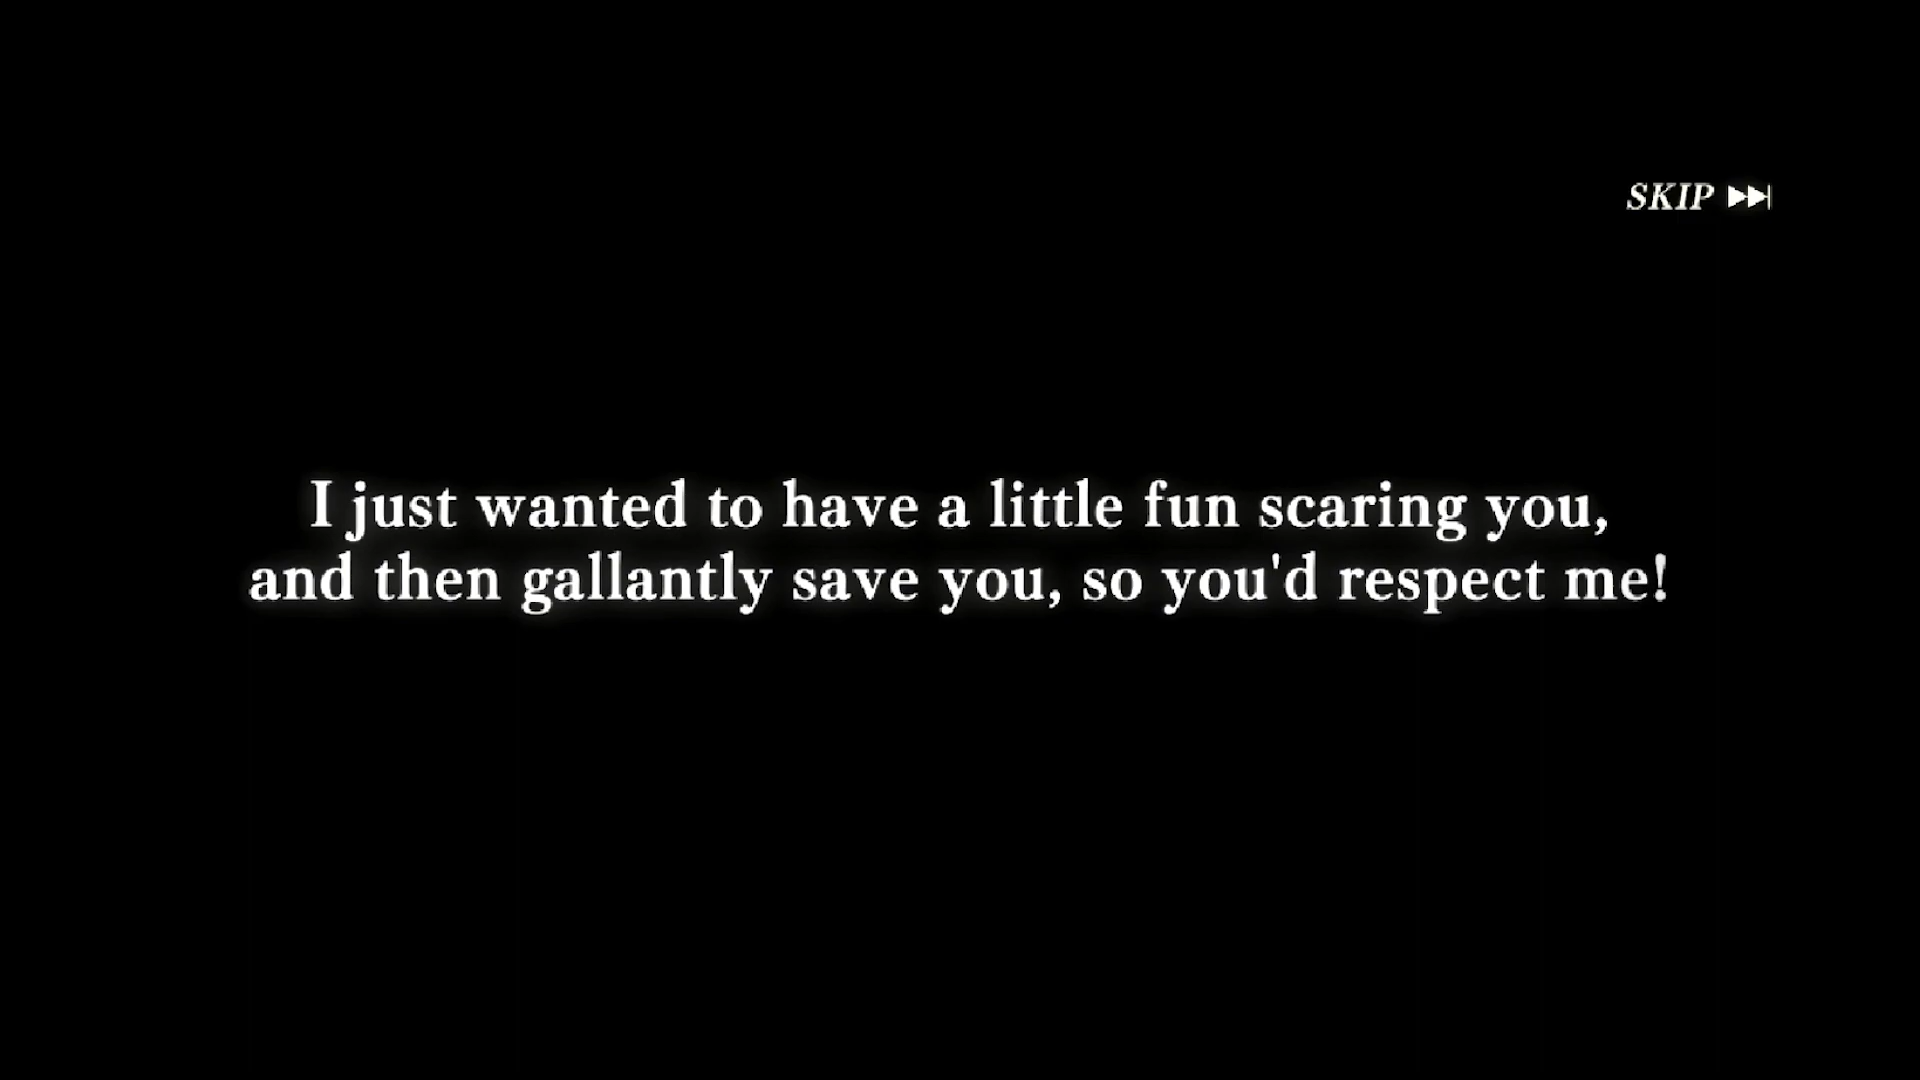 SKIP
I just wanted to have a little fun scaring you,
and then gallantly save you, so you'd respect me!